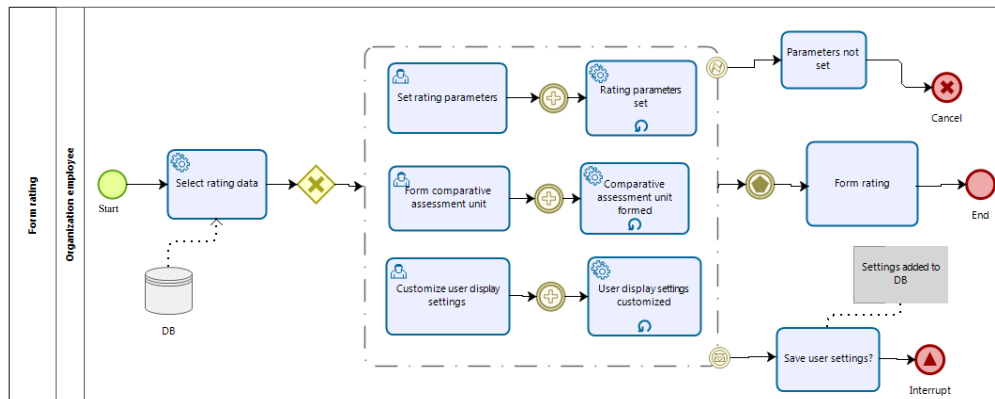 Form rating
Organization employee
Start
Select rating data
DB
Set rating parameters
Rating parameters
set
Form comparative
assessment unit
Comparative
assessment unit
formed
Customize user display
settings
User display settings
customized
Parameters not
set
Cancel
Form rating
End
Settings added to
DB
Save user settings?
Interrupt